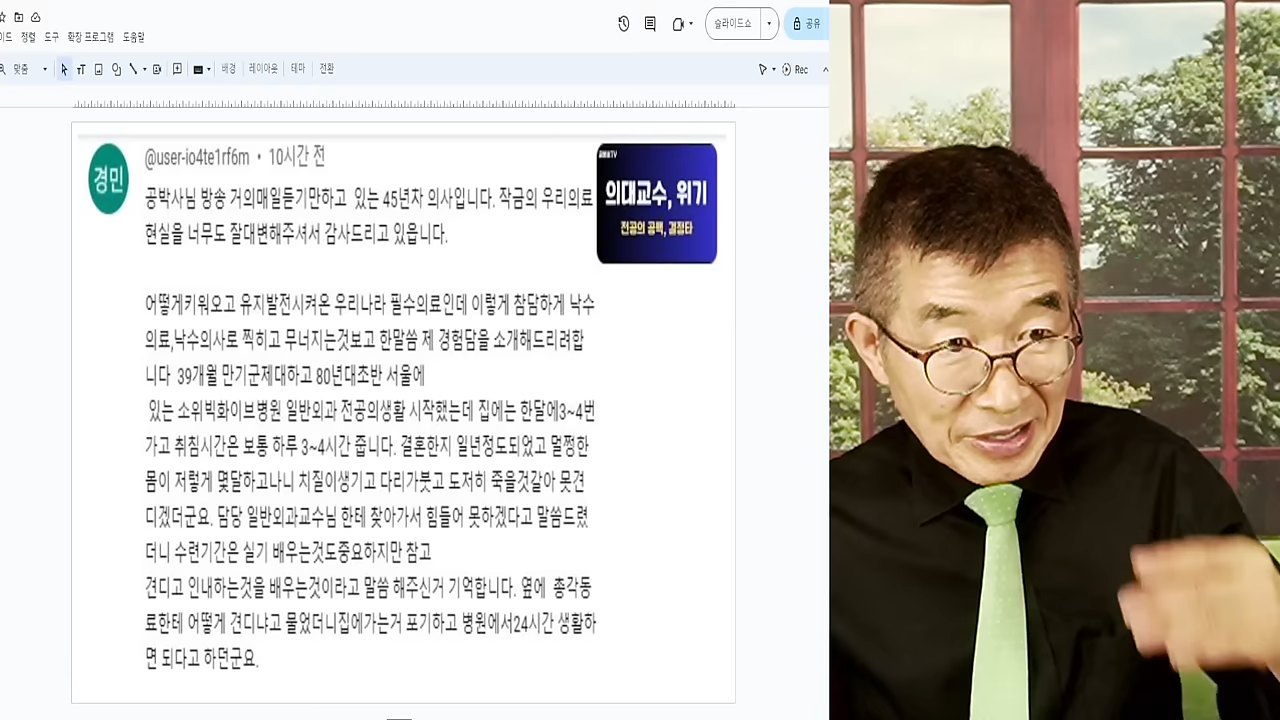 이드 정렬 도구 확장 프로그램 도움말
슬라이드쇼
공유
맞춤
배경 레이아웃 테마 전환
Rec
경민
@user-io4te1rf6m • 10시간 전
공박사님 방송 거의매일듣기만하고 있는 45년차 의사입니다. 작금의 우리의료
현실을 너무도 잘대변해주셔서 감사드리고 있읍니다.
의대교수, 위기
전공의 공백, 결정타
어떻게키워오고 유지발전시켜온 우리나라 필수의료인데 이렇게 참담하게 낙수
의료,낙수의사로 찍히고 무너지는것보고 한말씀 제 경험담을 소개해드리려합
니다 39개월 만기군제대하고 80년대초반 서울에
있는 소위빅화이브병원 일반외과 전공의생활 시작했는데 집에는 한달에3~4번
가고 취침시간은 보통 하루 3~4시간 줍니다. 결혼한지 일년정도되었고 멀쩡한
몸이 저렇게 몇달하고나니 치질이생기고 다리가붓고 도저히 죽을것같아 못견
디겠더군요. 담당 일반외과교수님 한테 찾아가서 힘들어 못하겠다고 말씀드렸
더니 수련기간은 실기 배우는것도중요하지만 참고
견디고 인내하는것을 배우는것이라고 말씀 해주신거 기억합니다. 옆에 총각동
료한테 어떻게 견디냐고 물었더니집에가는거 포기하고 병원에서24시간 생활하
면 되다고 하던군요.